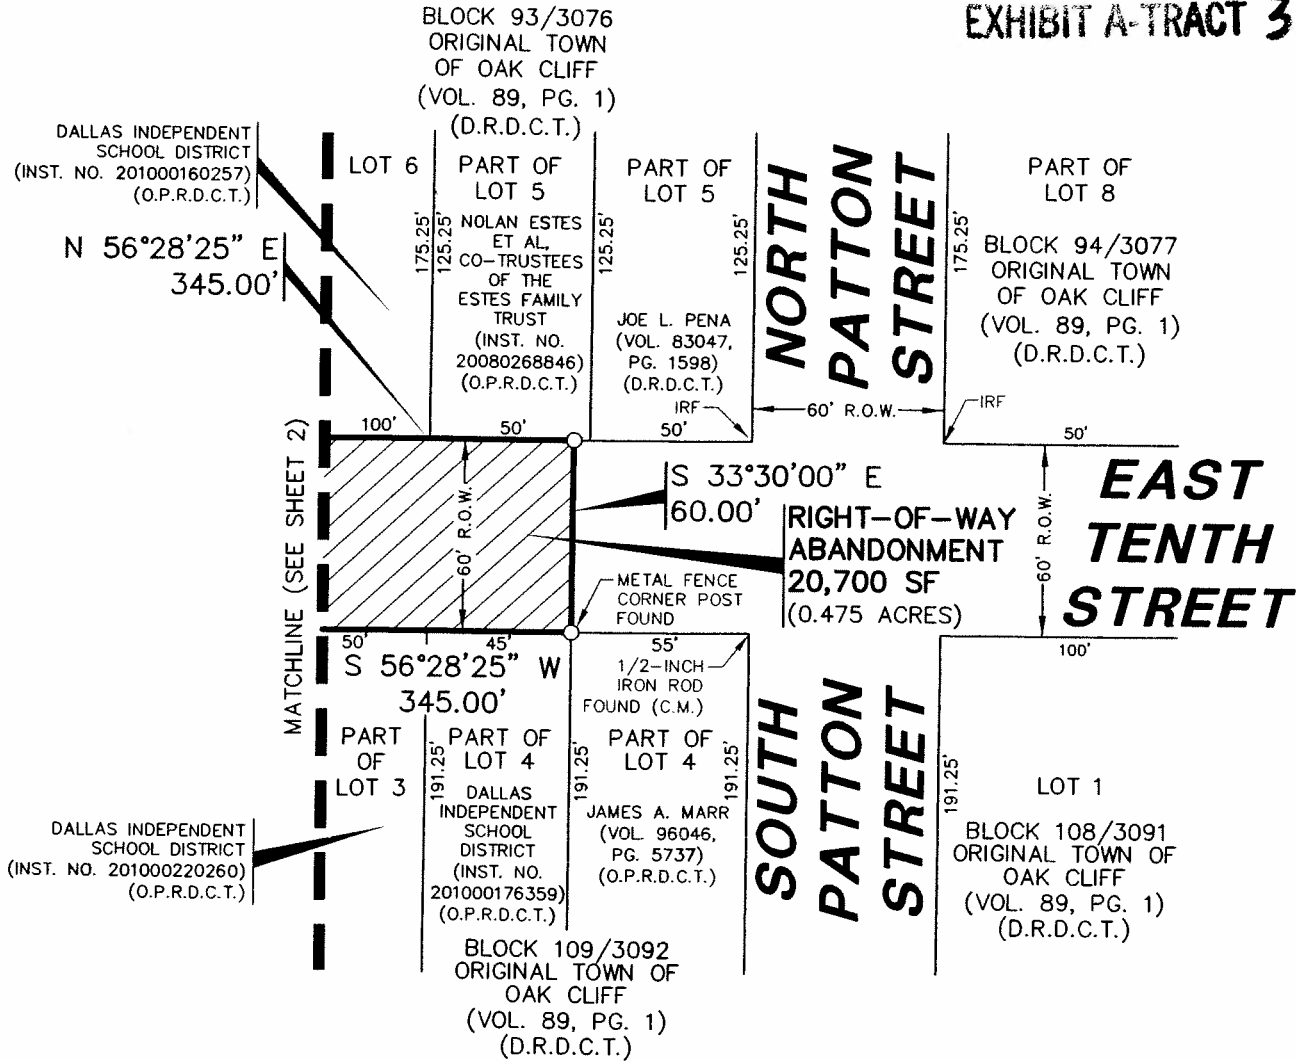 EXHIBIT A-TRACT 3
BLOCK 93/3076
ORIGINAL TOWN
OF OAK CLIFF
(VOL. 89, PG. 1)
(D.R.D.C.T.)
DALLAS INDEPENDENT
SCHOOL DISTRICT
(INST. NO. 201000160257)
(O.P.R.D.C.T.)
N 56°28'25" E
345.00'
LOT 6
175.25'
125.25'
PART OF
LOT 5
NOLAN ESTES
ET AL,
CO-TRUSTEES
OF THE
ESTES FAMILY
TRUST
(INST. NO.
20080268846)
(O.P.R.D.C.T.)
125.25'
PART OF
LOT 5
JOE L. PENA
(VOL. 83047,
PG. 1598)
(D.R.D.C.T.)
125.25'
IRF
NORTH
PATTON
STREET
60' R.O.W.
175.25'
PART OF
LOT 8
BLOCK 94/3077
ORIGINAL TOWN
OF OAK CLIFF
(VOL. 89, PG. 1)
(D.R.D.C.T.)
IRF
100'
50'
50'
50'
MATCHLINE (SEE SHEET 2)
60' R.O.W.
S 33°30'00" E
60.00'
RIGHT-OF-WAY
ABANDONMENT
20,700 SF
(0.475 ACRES)
60' R.O.W.
EAST
TENTH
STREET
METAL FENCE
CORNER POST
FOUND
50'
45'
55'
100'
S 56°28'25" W
345.00'
1/2-INCH
IRON ROD
FOUND (C.M.)
PART
OF
LOT 3
191.25'
PART OF
LOT 4
DALLAS
INDEPENDENT
SCHOOL
DISTRICT
(INST. NO.
201000176359)
(O.P.R.D.C.T.)
191.25'
PART OF
LOT 4
JAMES A. MARR
(VOL. 96046,
PG. 5737)
(O.P.R.D.C.T.)
191.25'
SOUTH
PATTON
STREET
191.25'
LOT 1
BLOCK 108/3091
ORIGINAL TOWN OF
OAK CLIFF
(VOL. 89, PG. 1)
(D.R.D.C.T.)
DALLAS INDEPENDENT
SCHOOL DISTRICT
(INST. NO. 201000220260)
(O.P.R.D.C.T.)
BLOCK 109/3092
ORIGINAL TOWN OF
OAK CLIFF
(VOL. 89, PG. 1)
(D.R.D.C.T.)